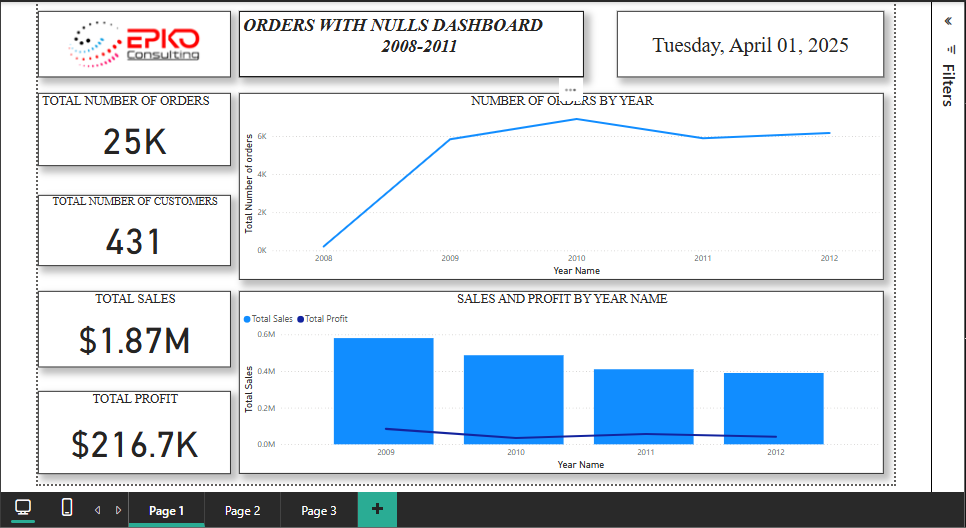 EPKO
Consulting
ORDERS WITH NULLS DASHBOARD
2008-2011
Tuesday, April 01, 2025
Filters
TOTAL NUMBER OF ORDERS
25K
TOTAL NUMBER OF CUSTOMERS
431
TOTAL SALES
$1.87M
TOTAL PROFIT
$216.7K
NUMBER OF ORDERS BY YEAR
Total Number of orders
6K
4K
2K
0K
2008 2009 2010 2011 2012
Year Name
SALES AND PROFIT BY YEAR NAME
Total Sales Total Profit
Total Sales
0.6M
0.4M
0.2M
0.0M
2009 2010 2011 2012
Year Name
Page 1 Page 2 Page 3 +